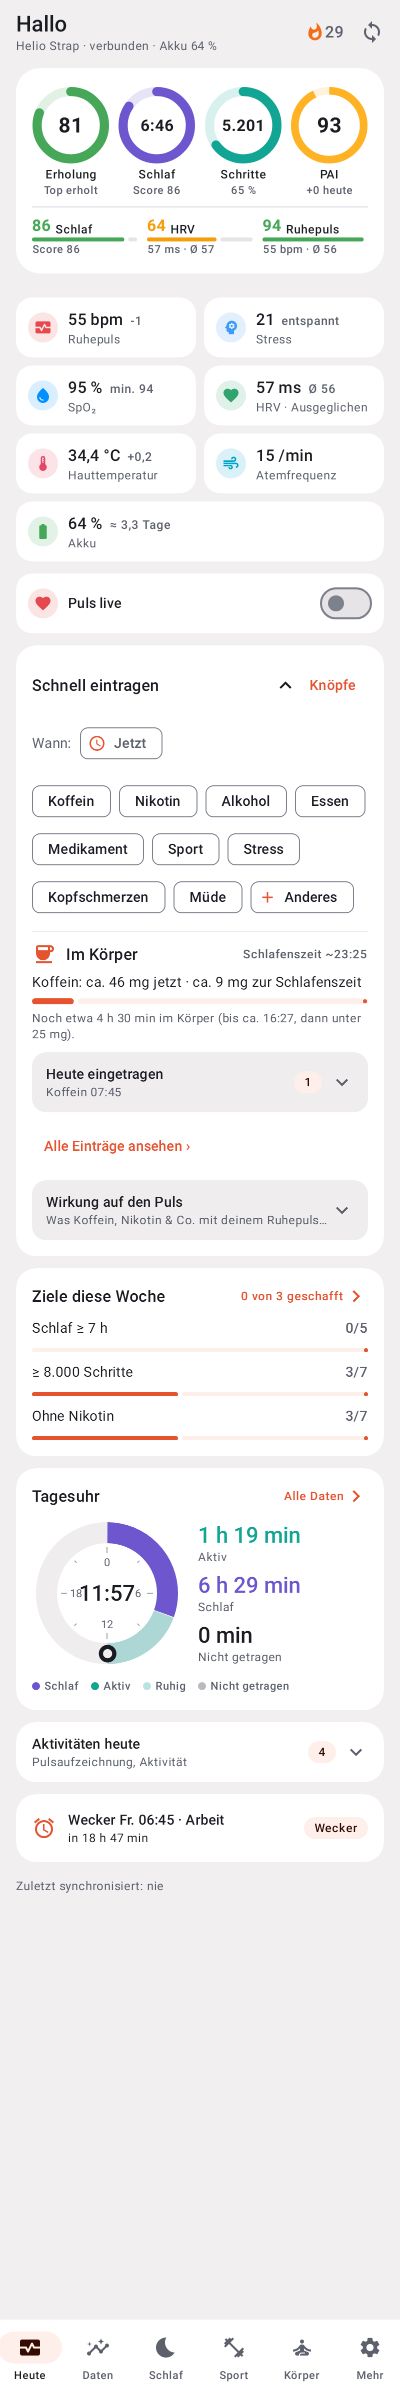 Hallo
Helio Strap · verbunden · Akku 64 %
29
81
6:46
5.201
93
Erholung
Schlaf
Schritte
PAI
Top erholt
Score 86
65 %
+0 heute
86 Schlaf
64 HRV
94 Ruhepuls
Score 86
57 ms · Ø 57
55 bpm · Ø 56
55 bpm -1
Ruhepuls
21 entspannt
Stress
95 % min. 94
SpO₂
57 ms Ø 56
HRV · Ausgeglichen
34,4 °C +0,2
Hauttemperatur
15 /min
Atemfrequenz
64 % ≈ 3,3 Tage
Akku
Puls live
Schnell eintragen
Knöpfe
Wann:
Jetzt
Koffein
Nikotin
Alkohol
Essen
Medikament
Sport
Stress
Kopfschmerzen
Müde
+ Anderes
Im Körper
Schlafenszeit ~23:25
Koffein: ca. 46 mg jetzt · ca. 9 mg zur Schlafenszeit
Noch etwa 4 h 30 min im Körper (bis ca. 16:27, dann unter
25 mg).
Heute eingetragen
Koffein 07:45
1
Alle Einträge ansehen ›
Wirkung auf den Puls
Was Koffein, Nikotin & Co. mit deinem Ruhepuls…
Ziele diese Woche
0 von 3 geschafft
Schlaf ≥ 7 h
0/5
≥ 8.000 Schritte
3/7
Ohne Nikotin
3/7
Tagesuhr
Alle Daten
0
18
11:57
6
12
1 h 19 min
Aktiv
6 h 29 min
Schlaf
0 min
Nicht getragen
Schlaf
Aktiv
Ruhig
Nicht getragen
Aktivitäten heute
Pulsaufzeichnung, Aktivität
4
Wecker Fr. 06:45 · Arbeit
in 18 h 47 min
Wecker
Zuletzt synchronisiert: nie
Heute
Daten
Schlaf
Sport
Körper
Mehr